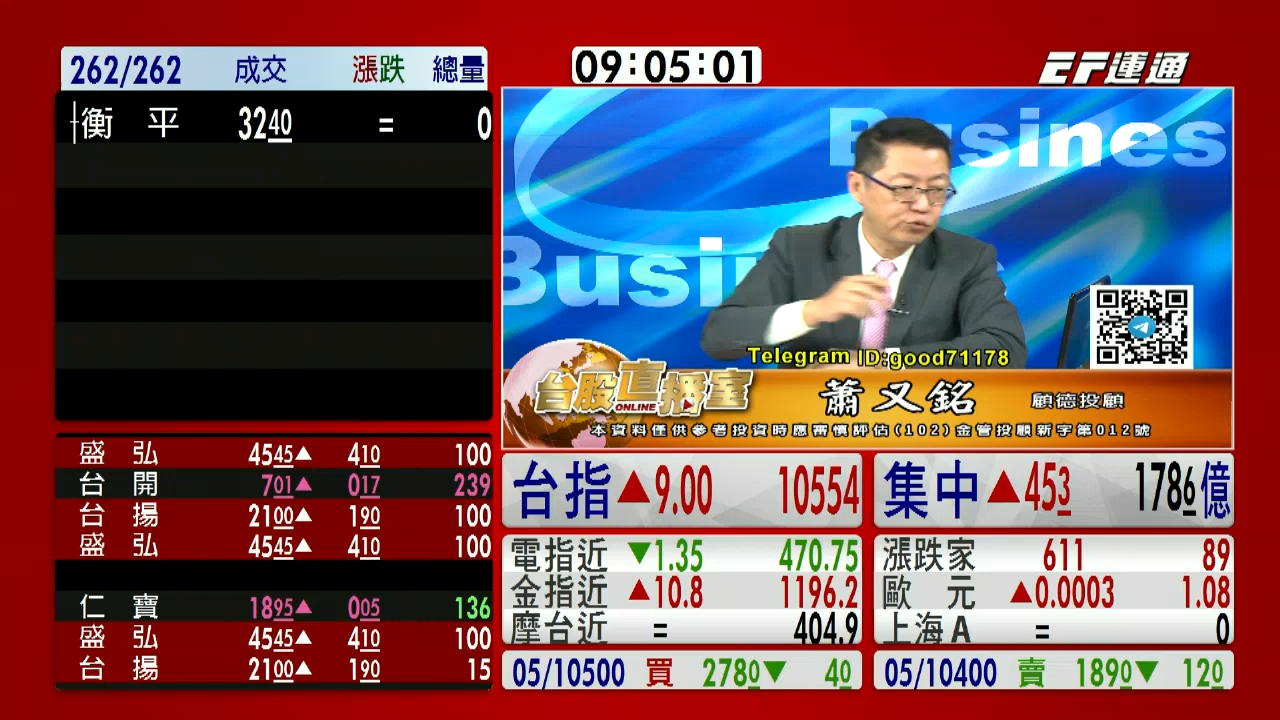 262/262 成交 漲跌 總量
衡平 3240 = 0
盛弘 4545▲ 410 100
台開 701▲ 017 239
台揚 2100▲ 190 100
盛弘 4545▲ 410 100
仁寶 1895▲ 005 136
盛弘 4545▲ 410 100
台揚 2100▲ 190 15
09:05:01
EF運通
Business
Busin
Telegram ID:good71178
台股直播室
ONLINE
蕭又銘 顧德投顧
本資料僅供參考投資時應審慎評估(102)金管投顧新字第012號
台指▲9.00 10554
集中▲453 1786億
電指近 ▼1.35 470.75
金指近 ▲10.8 1196.2
摩台近 = 404.9
漲跌家 611 89
歐元 ▲0.0003 1.08
上海A = 0
05/10500 買 2780▼ 40
05/10400 賣 1890▼ 120